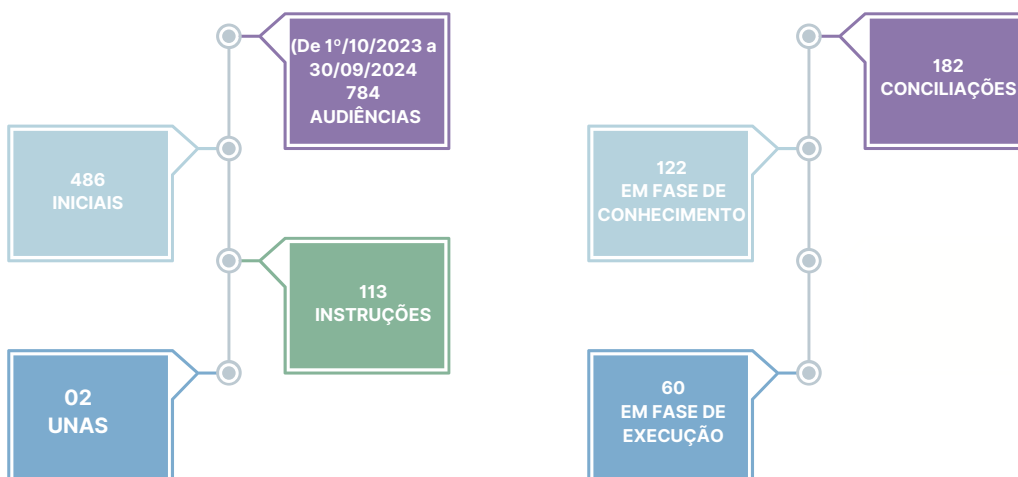 (De 1º/10/2023 a
30/09/2024
784
AUDIÊNCIAS
486
INICIAIS
113
INSTRUÇÕES
02
UNAS
182
CONCILIAÇÕES
122
EM FASE DE
CONHECIMENTO
60
EM FASE DE
EXECUÇÃO